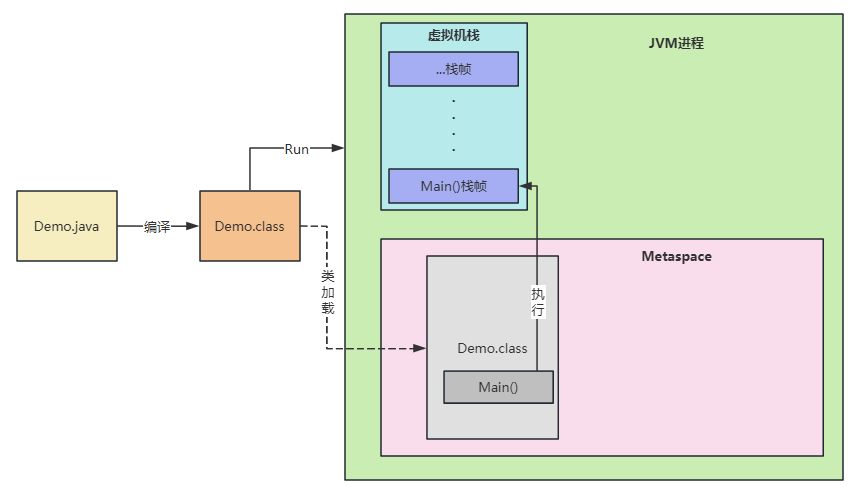 虚拟机栈
JVM进程
...栈帧
Run
Main()栈帧
Demo.java
编译
Demo.class
Metaspace
类加载
执行
Demo.class
Main()